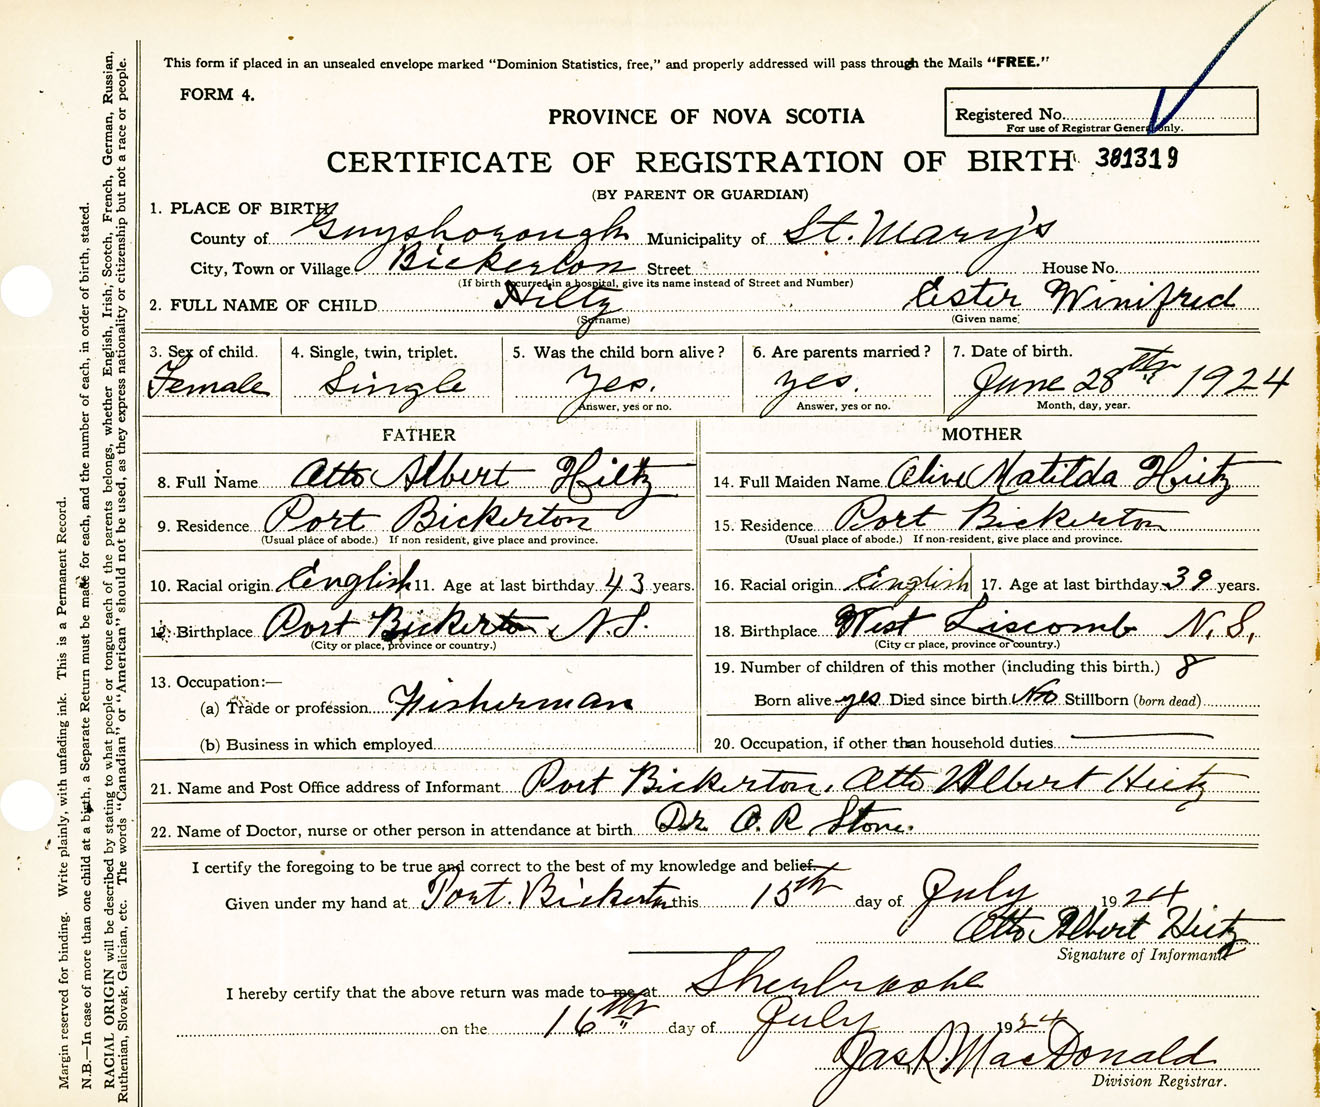 This form if placed in an unsealed envelope marked "Dominion Statistics, free," and properly addressed will pass through the Mails "FREE."
FORM 4.
PROVINCE OF NOVA SCOTIA
Registered No.
For use of Registrar General only.
CERTIFICATE OF REGISTRATION OF BIRTH 381319
(BY PARENT OR GUARDIAN)
1. PLACE OF BIRTH
County of Guysborough Municipality of St. Mary's
City, Town or Village Bickerton Street House No.
(If birth occurred in a hospital, give its name instead of Street and Number)
2. FULL NAME OF CHILD Hiltz Ester Winifred
(Surname) (Given name)
3. Sex of child. 4. Single, twin, triplet. 5. Was the child born alive? 6. Are parents married? 7. Date of birth.
Female Single Yes. yes. June 28th 1924
Answer, yes or no. Answer, yes or no. Month, day, year.
FATHER MOTHER
8. Full Name Otto Albert Hiltz 14. Full Maiden Name Olive Matilda Hiltz
9. Residence Port Bickerton 15. Residence Port Bickerton
(Usual place of abode.) If non resident, give place and province. (Usual place of abode.) If non-resident, give place and province.
10. Racial origin English 11. Age at last birthday 43 years. 16. Racial origin English 17. Age at last birthday 39 years.
12. Birthplace Port Bickerton N.S. 18. Birthplace West Liscomb N.S.
(City or place, province or country.) (City or place, province or country.)
19. Number of children of this mother (including this birth.) 8
13. Occupation:—
(a) Trade or profession Fisherman Born alive yes Died since birth No Stillborn (born dead)
(b) Business in which employed 20. Occupation, if other than household duties
21. Name and Post Office address of Informant Port Bickerton, Otto Albert Hiltz
22. Name of Doctor, nurse or other person in attendance at birth Dr. O. R. Stone.
I certify the foregoing to be true and correct to the best of my knowledge and belief.
Given under my hand at Port. Bickerton this 15th day of July 1924
Otto Albert Hiltz
Signature of Informant
I hereby certify that the above return was made to me at Sherbrooke
on the 16th day of July 1924
Jas R. MacDonald
Division Registrar.
Margin reserved for binding. Write plainly, with unfading ink. This is a Permanent Record.
N.B.—In case of more than one child at a birth, a Separate Return must be made for each, and the number of each, in order of birth, stated.
RACIAL ORIGIN will be described by stating to what people or tongue each of the parents belongs, whether English, Irish, Scotch, French, German, Russian,
Ruthenian, Slovak, Galician, etc. The words "Canadian" or "American" should not be used, as they express nationality or citizenship but not a race or people.